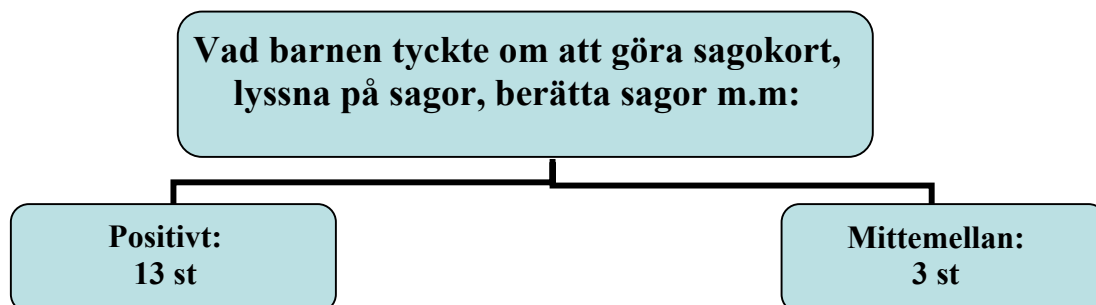 Vad barnen tyckte om att göra sagokort,
lyssna på sagor, berätta sagor m.m:
Positivt:
13 st
Mittemellan:
3 st